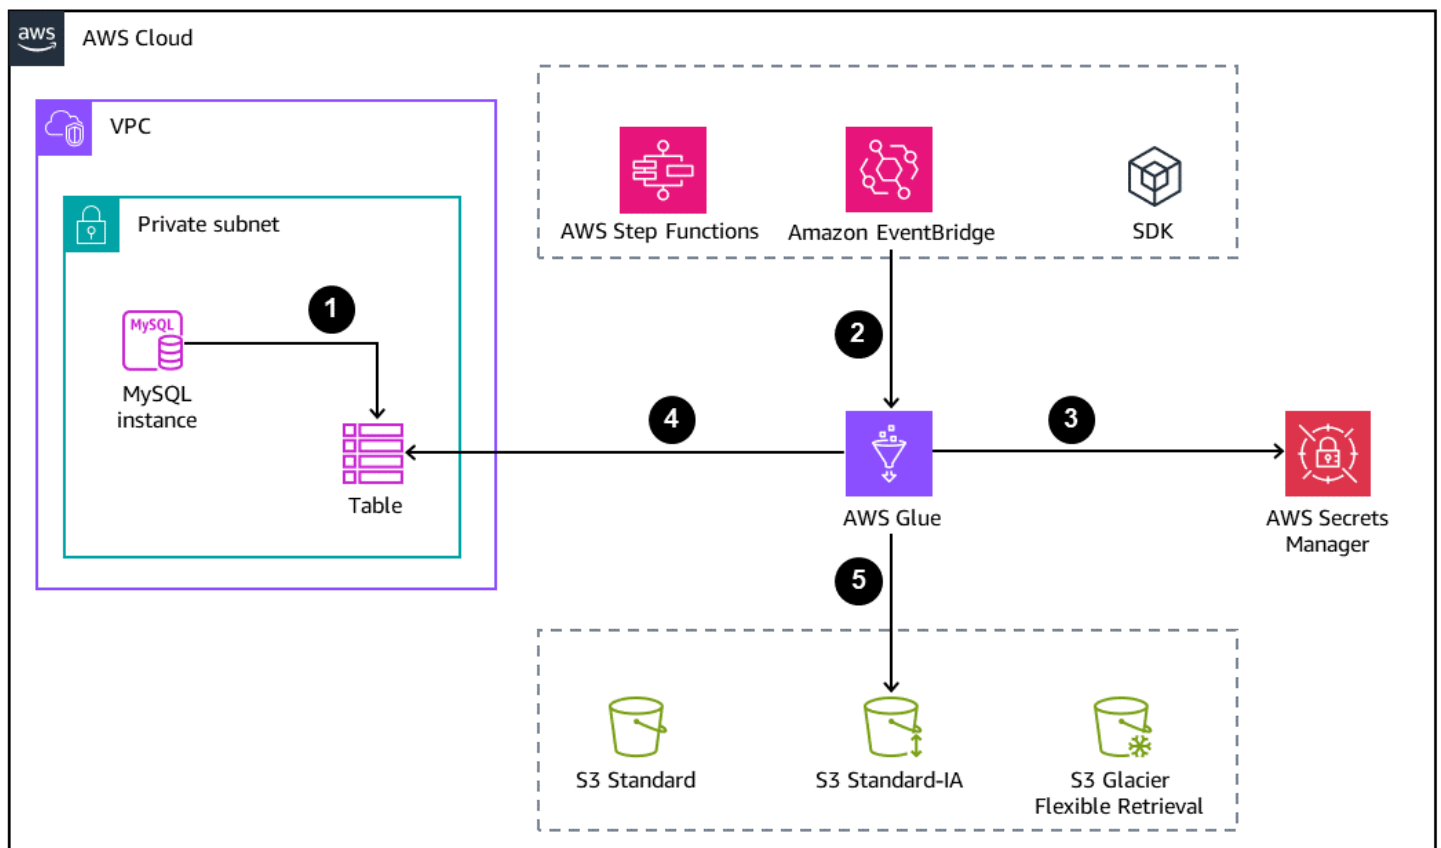 aws
AWS Cloud
VPC
Private subnet
AWS Step Functions
Amazon EventBridge
SDK
1
MySQL
MySQL
instance
2
4
3
Table
AWS Glue
AWS Secrets
Manager
5
S3 Standard
S3 Standard-IA
S3 Glacier
Flexible Retrieval